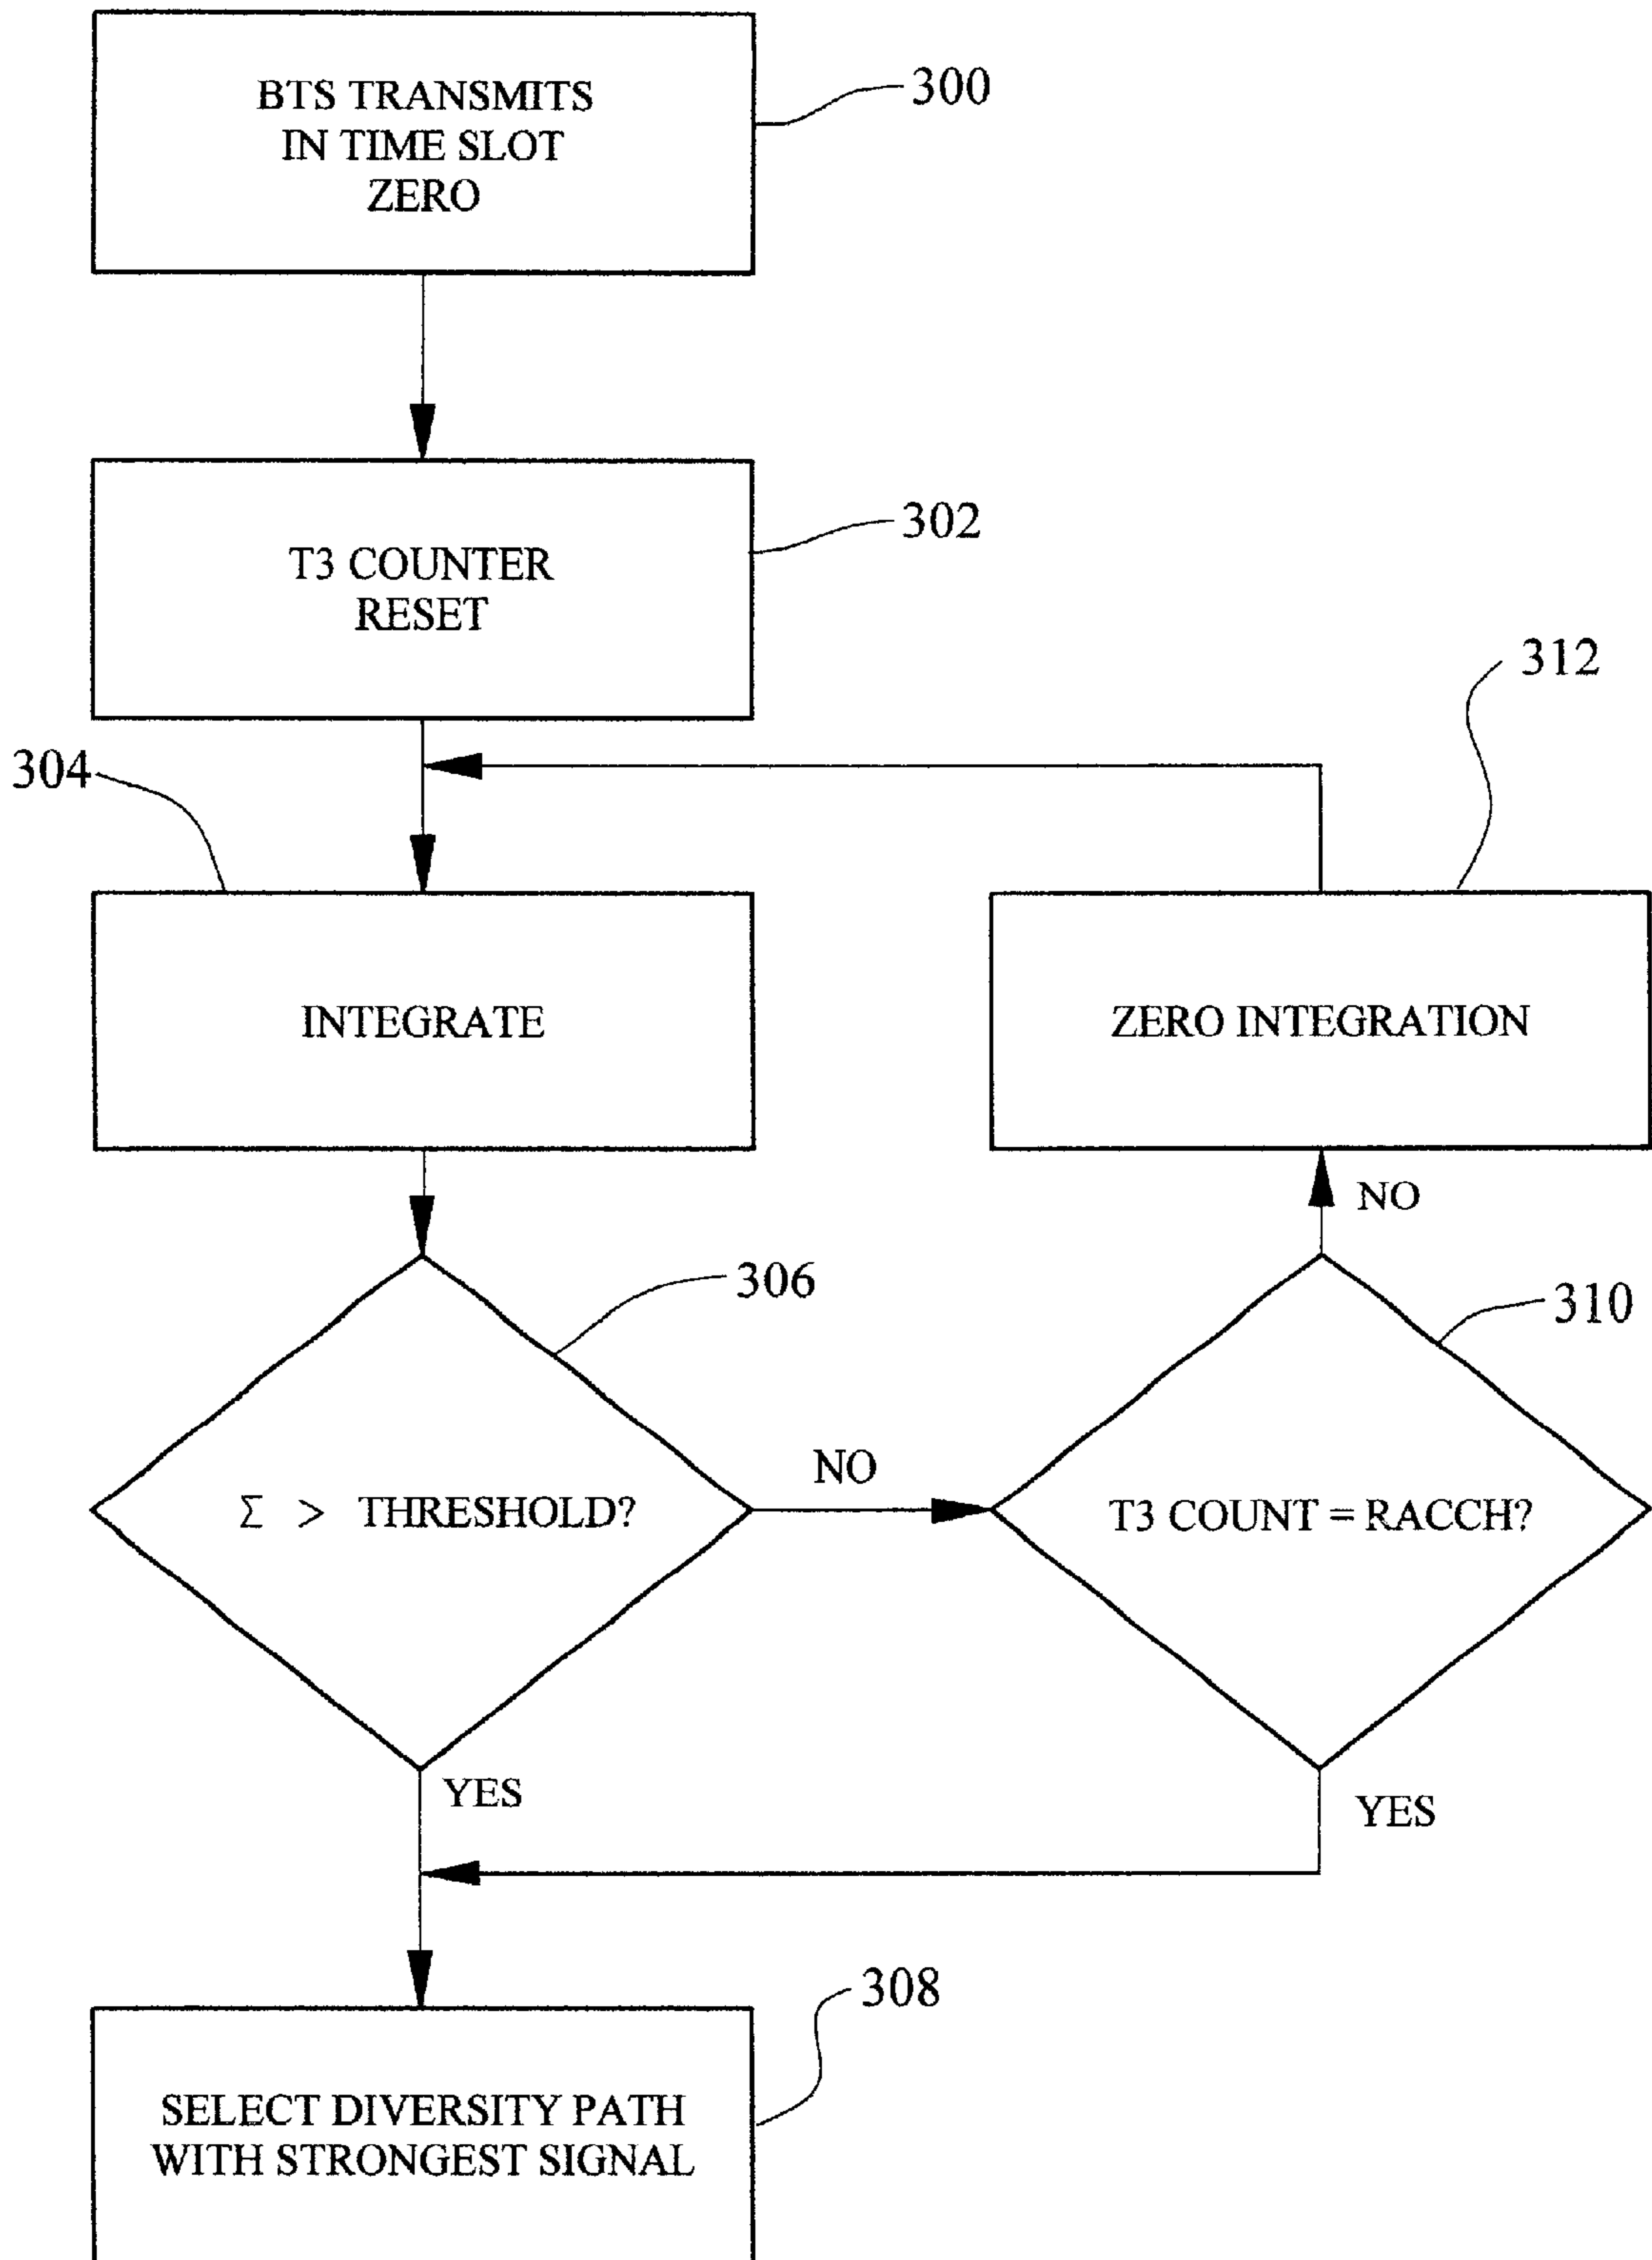 BTS TRANSMITS
IN TIME SLOT
ZERO
300
T3 COUNTER
RESET
302
304
312
INTEGRATE
ZERO INTEGRATION
NO
306
310
Σ > THRESHOLD?
NO
T3 COUNT = RACCH?
YES
YES
308
SELECT DIVERSITY PATH
WITH STRONGEST SIGNAL